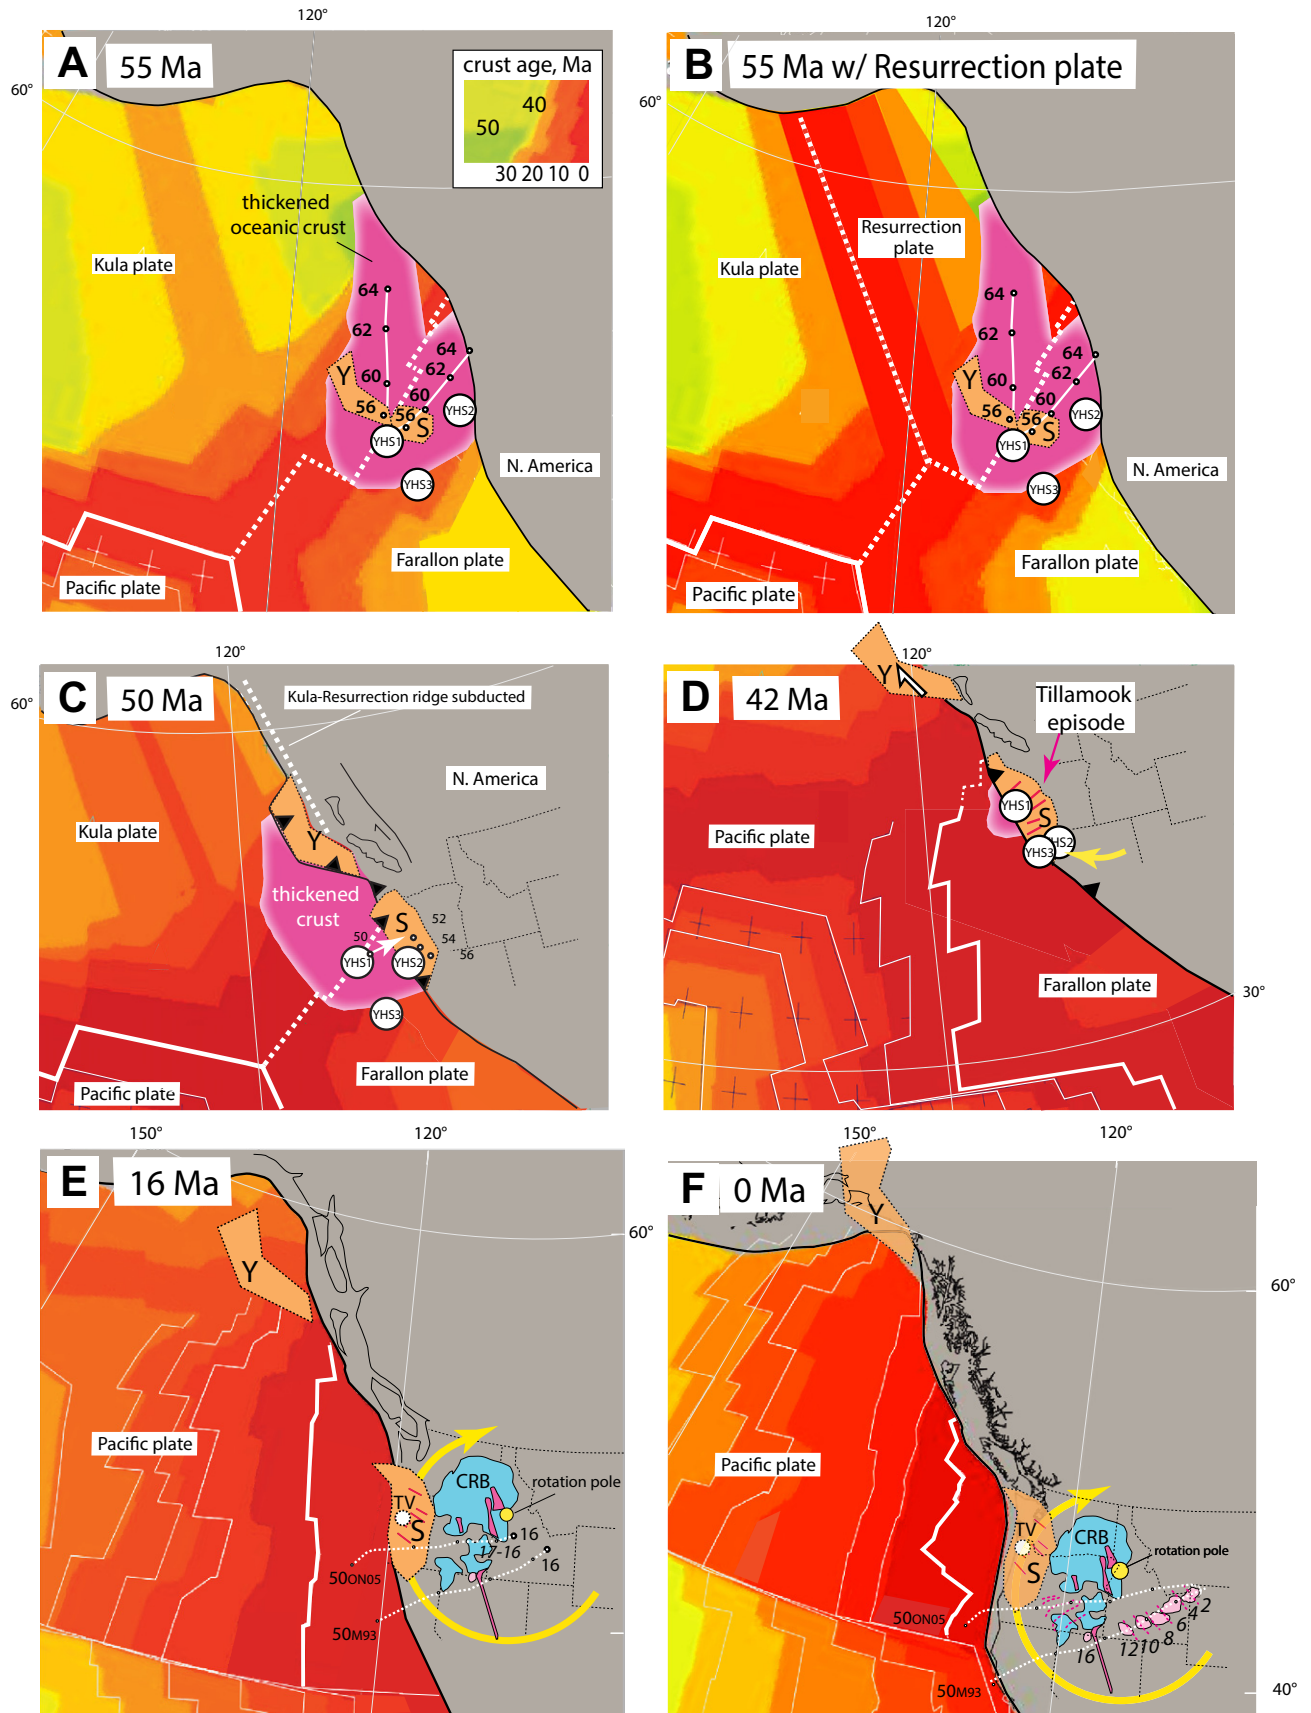 120°
A 55 Ma
crust age, Ma
40
50
30 20 10 0
60°
thickened
oceanic crust
Kula plate
64
62
64
62
60
60
Y
56
56
S
YHS1
YHS2
YHS3
N. America
Farallon plate
Pacific plate
120°
B 55 Ma w/ Resurrection plate
60°
Resurrection
plate
Kula plate
64
62
64
62
60
60
Y
56
56
S
YHS1
YHS2
YHS3
N. America
Farallon plate
Pacific plate
120°
C 50 Ma
60°
Kula-Resurrection ridge subducted
N. America
Kula plate
Y
thickened
crust
S
52
50
54
56
YHS1
YHS2
YHS3
Farallon plate
Pacific plate
120°
D 42 Ma
Y
Tillamook
episode
YHS1
S
Pacific plate
HS2
YHS3
Farallon plate
30°
150°
120°
E 16 Ma
60°
Y
Pacific plate
CRB
rotation pole
TV
S
16
17-16
16
50ON05
50M93
150°
120°
F 0 Ma
Y
60°
Pacific plate
TV
CRB
rotation pole
S
50ON05
2
4
6
8
10
12
16
50M93
40°